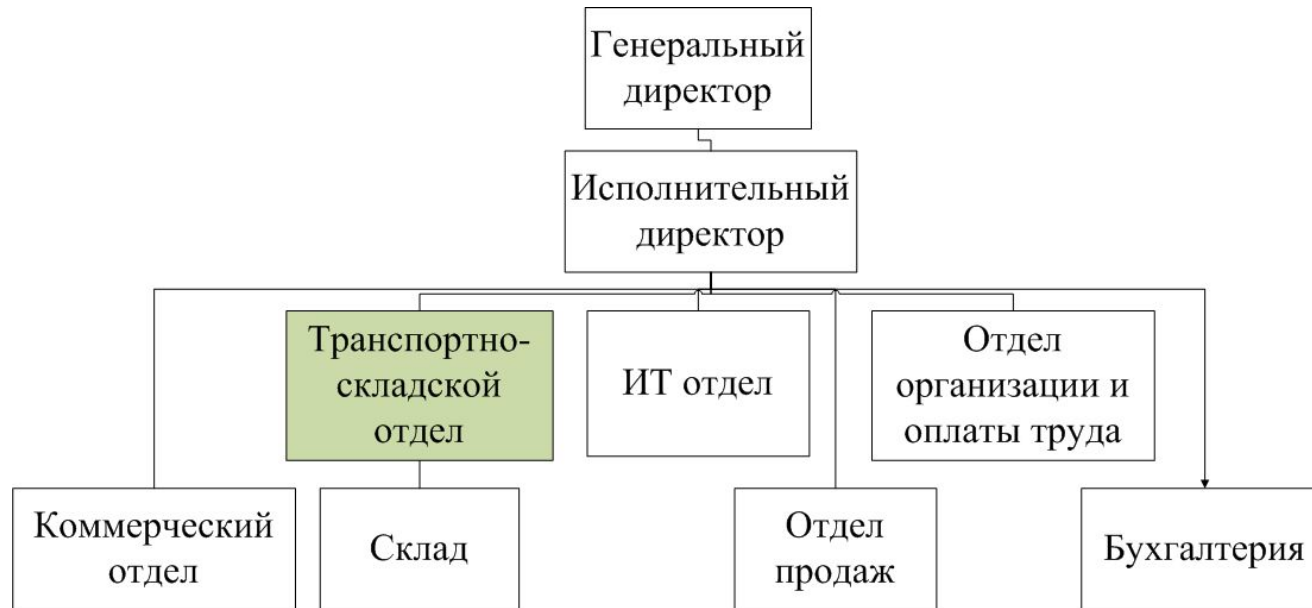 Генеральный
директор
Исполнительный
директор
Транспортно-
складской
отдел
ИТ отдел
Отдел
организации и
оплаты труда
Коммерческий
отдел
Склад
Отдел
продаж
Бухгалтерия